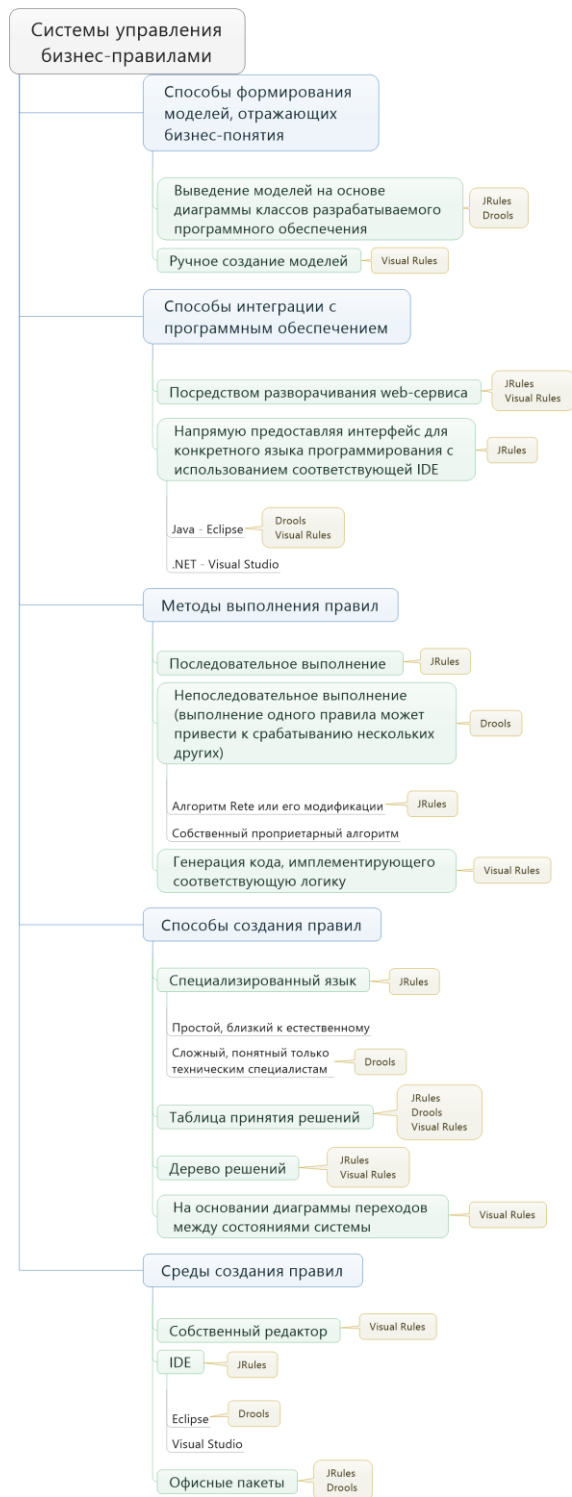 Системы управления
бизнес-правилами
Способы формирования
моделей, отражающих
бизнес-понятия
Выведение моделей на основе
диаграммы классов разрабатываемого
программного обеспечения
JRules
Drools
Ручное создание моделей
Visual Rules
Способы интеграции с
программным обеспечением
Посредством разворачивания web-сервиса
JRules
Visual Rules
Напрямую предоставляя интерфейс для
конкретного языка программирования с
использованием соответствующей IDE
JRules
Java - Eclipse
Drools
Visual Rules
.NET - Visual Studio
Методы выполнения правил
Последовательное выполнение
JRules
Непоследовательное выполнение
(выполнение одного правила может
привести к срабатыванию нескольких
других)
Drools
Алгоритм Rete или его модификации
JRules
Собственный проприетарный алгоритм
Генерация кода, имплементирующего
соответствующую логику
Visual Rules
Способы создания правил
Специализированный язык
JRules
Простой, близкий к естественному
Сложный, понятный только
техническим специалистам
Drools
Таблица принятия решений
JRules
Drools
Visual Rules
Дерево решений
JRules
Visual Rules
На основании диаграммы переходов
между состояниями системы
Visual Rules
Среды создания правил
Собственный редактор
Visual Rules
IDE
JRules
Eclipse
Drools
Visual Studio
Офисные пакеты
JRules
Drools